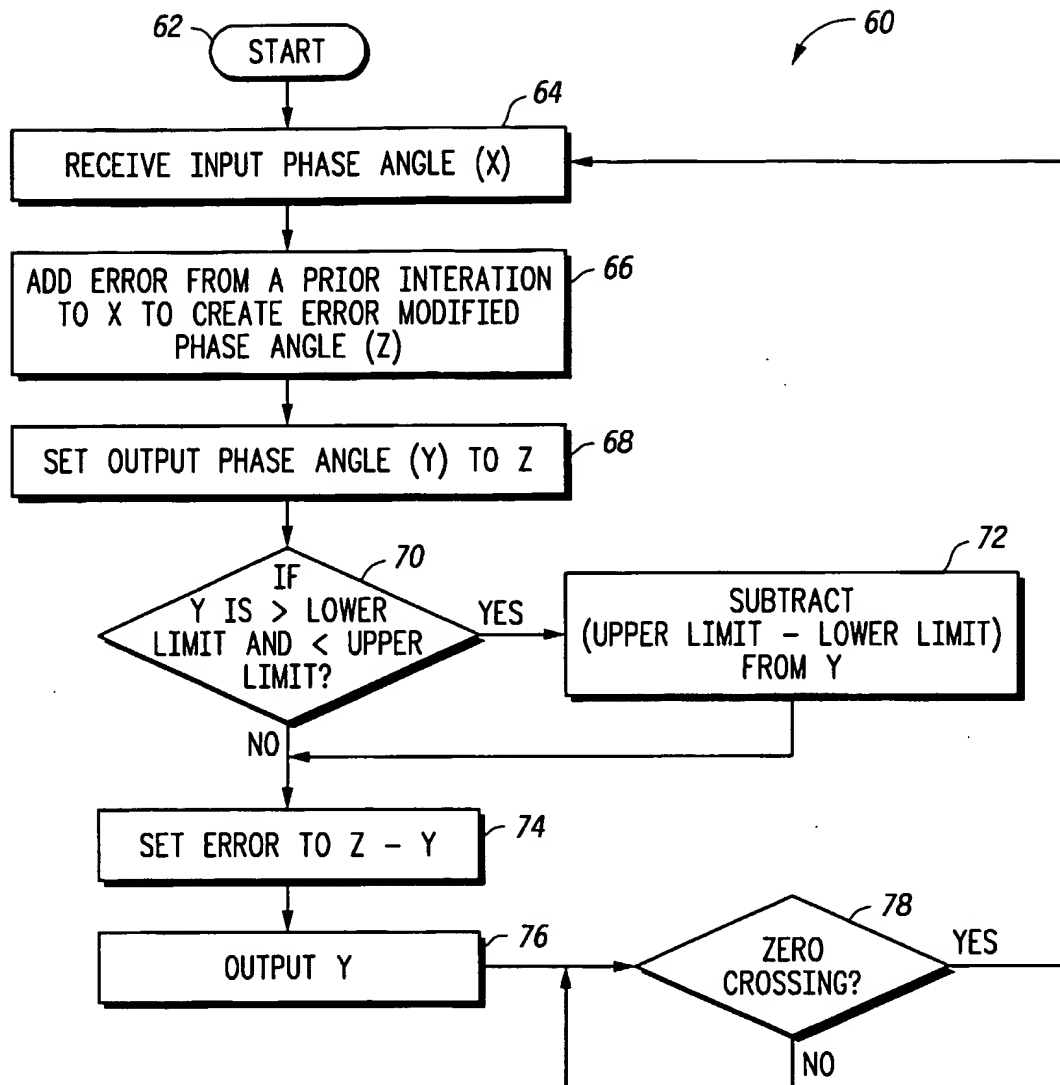 62
START
60
64
RECEIVE INPUT PHASE ANGLE (X)
66
ADD ERROR FROM A PRIOR INTERATION
TO X TO CREATE ERROR MODIFIED
PHASE ANGLE (Z)
68
SET OUTPUT PHASE ANGLE (Y) TO Z
70
IF
Y IS > LOWER
LIMIT AND < UPPER
LIMIT?
YES
72
SUBTRACT
(UPPER LIMIT - LOWER LIMIT)
FROM Y
NO
74
SET ERROR TO Z - Y
76
OUTPUT Y
78
ZERO
CROSSING?
YES
NO